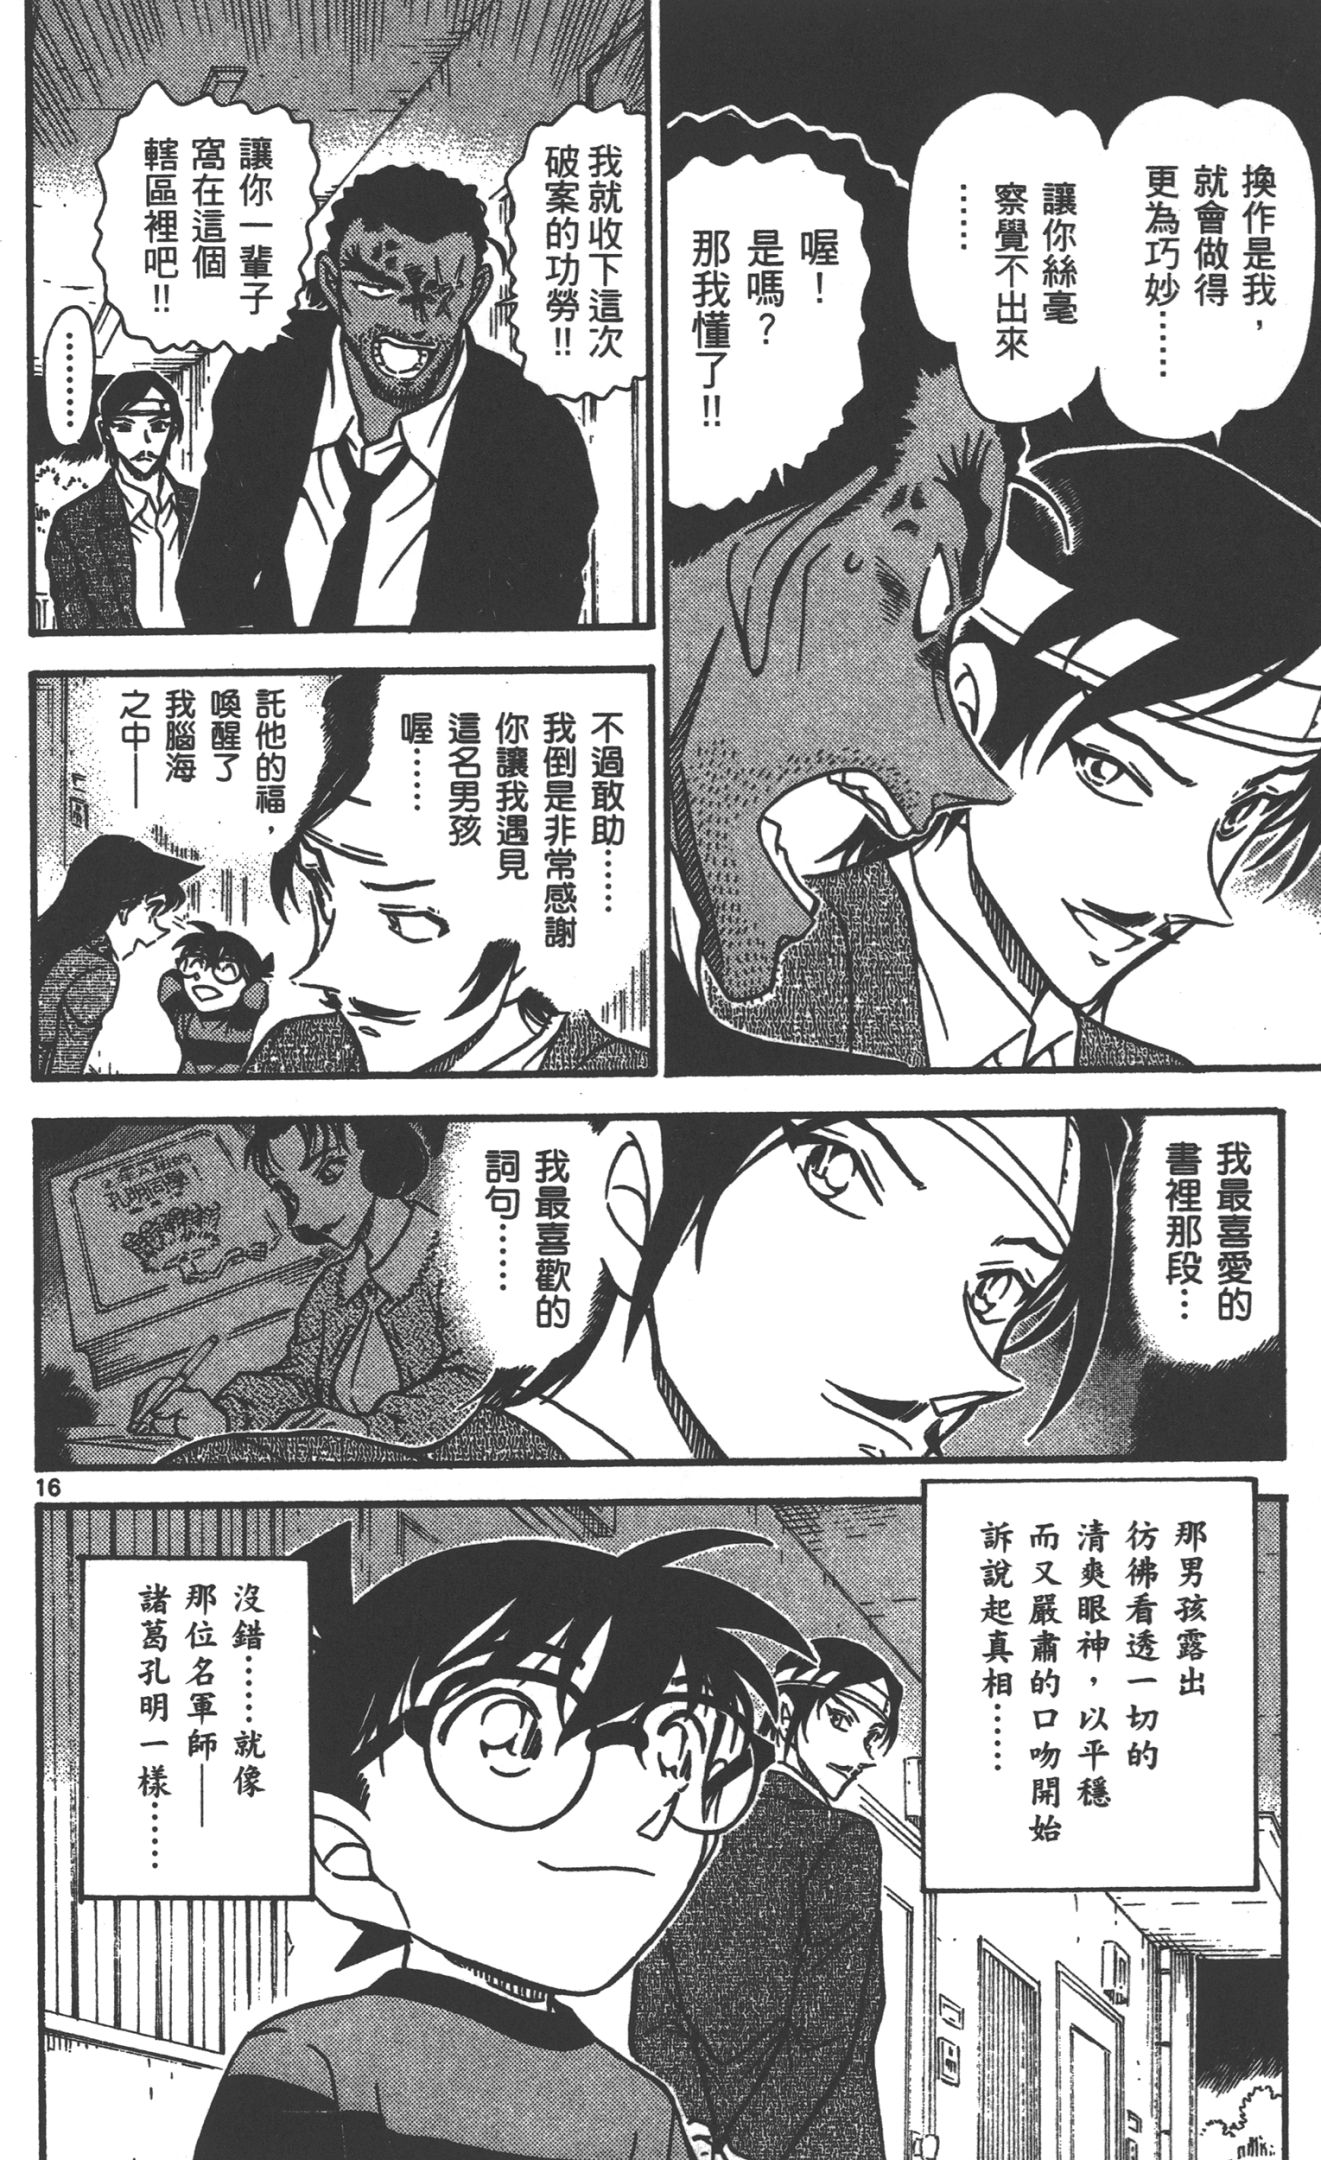 換作是我，
就會做得
更為巧妙……
讓你絲毫
察覺不出來
……
喔！
是嗎？
那我懂了!!
我就收下這次
破案的功勞!!
讓你一輩子
窩在這個
轄區裡吧!!
………
不過敢助……
我倒是非常感謝
你讓我遇見
這名男孩
喔……
託他的福，
喚醒了
我腦海
之中——
我最喜愛的
書裡那段…
我最喜歡的
詞句……
16
那男孩露出
彷彿看透一切的
清爽眼神，以平穩
而又嚴肅的口吻開始
訴說起真相……
沒錯……就像
那位名軍師——
諸葛孔明一樣……